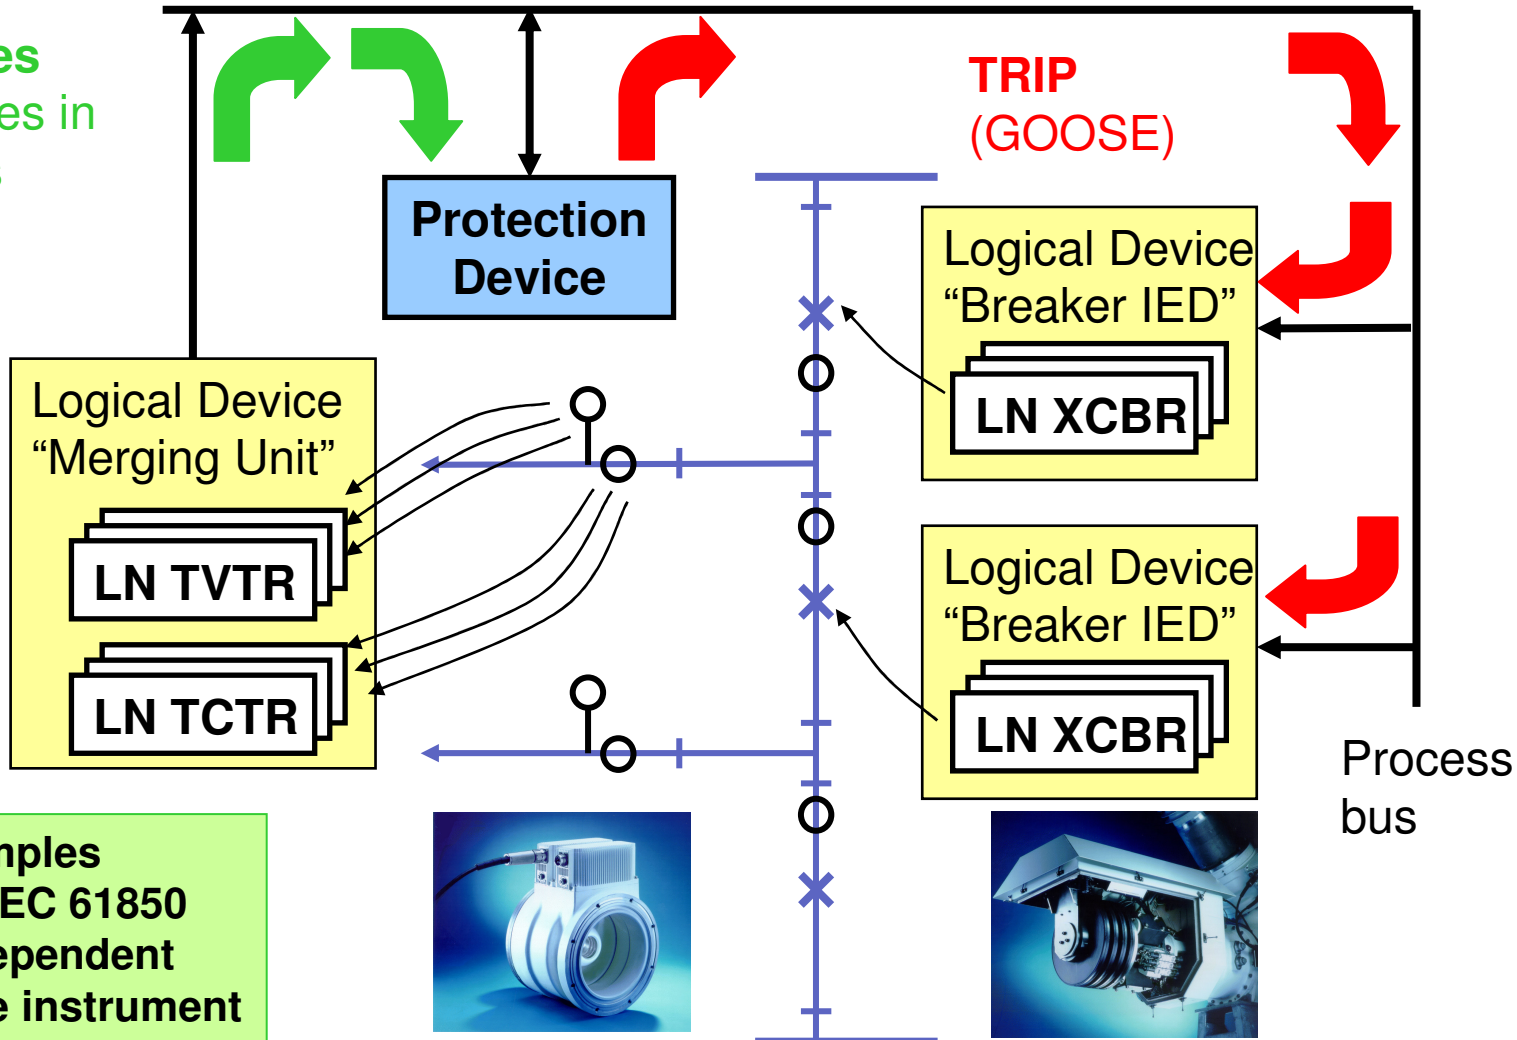 es
es in
TRIP
(GOOSE)
Protection
Device
Logical Device
“Breaker IED”
LN XCBR
Logical Device
“Merging Unit”
LN TVTR
LN TCTR
Logical Device
“Breaker IED”
LN XCBR
Process
bus
mples
EC 61850
ependent
e instrument